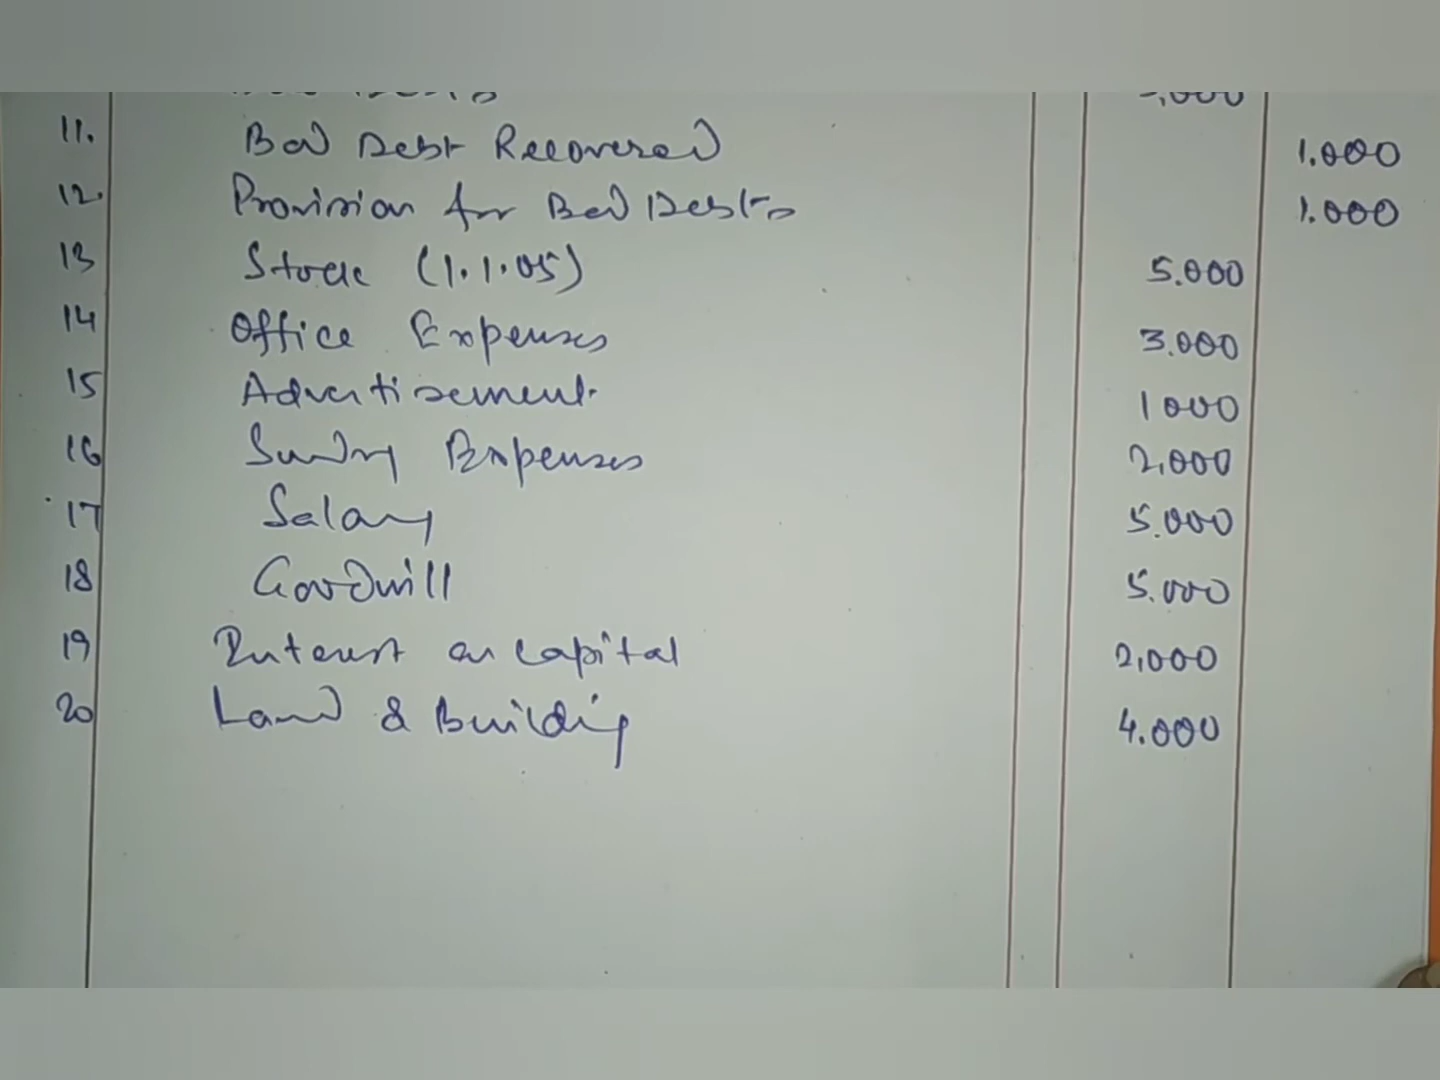 11. Bad Debt Recovered 1.000
12. Provision for Bad Debts 1.000
13 Stock (1.1.05) 5.000
14 Office Expenses 3.000
15 Advertisement 1000
16 Sundry Expenses 2,000
17 Salary 5.000
18 Goodwill 5.000
19 Interest on Capital 2,000
20 Land & Building 4.000